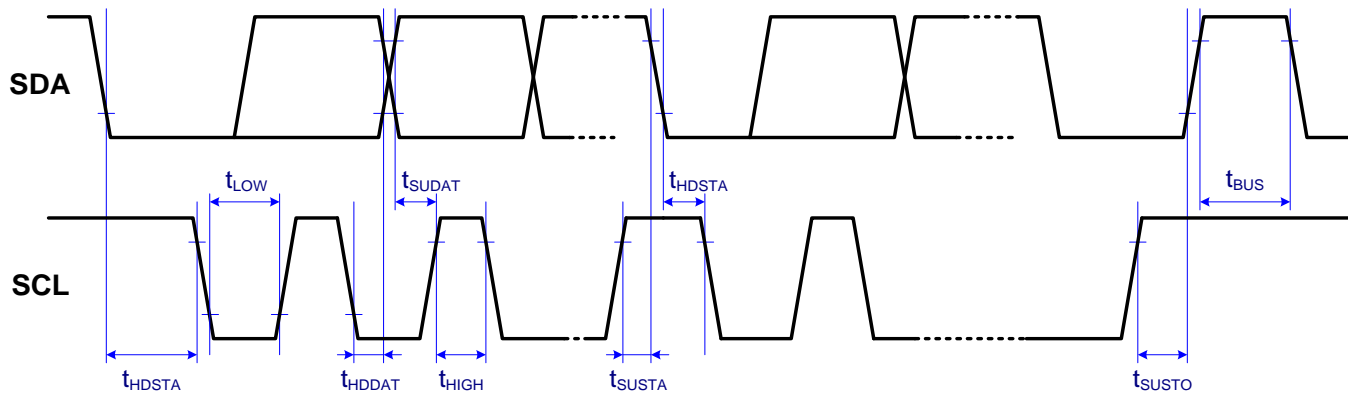 SDA
tLOW
tSUDAT
tHDSTA
tBUS
SCL
tHDSTA
tHDDAT
tHIGH
tSUSTA
tSUSTO